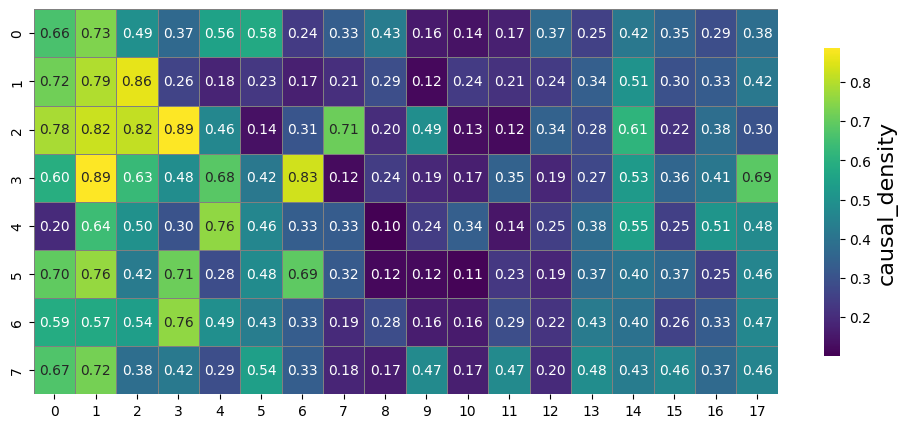 0 0.66 0.73 0.49 0.37 0.56 0.58 0.24 0.33 0.43 0.16 0.14 0.17 0.37 0.25 0.42 0.35 0.29 0.38
1 0.72 0.79 0.86 0.26 0.18 0.23 0.17 0.21 0.29 0.12 0.24 0.21 0.24 0.34 0.51 0.30 0.33 0.42
2 0.78 0.82 0.82 0.89 0.46 0.14 0.31 0.71 0.20 0.49 0.13 0.12 0.34 0.28 0.61 0.22 0.38 0.30
3 0.60 0.89 0.63 0.48 0.68 0.42 0.83 0.12 0.24 0.19 0.17 0.35 0.19 0.27 0.53 0.36 0.41 0.69
4 0.20 0.64 0.50 0.30 0.76 0.46 0.33 0.33 0.10 0.24 0.34 0.14 0.25 0.38 0.55 0.25 0.51 0.48
5 0.70 0.76 0.42 0.71 0.28 0.48 0.69 0.32 0.12 0.12 0.11 0.23 0.19 0.37 0.40 0.37 0.25 0.46
6 0.59 0.57 0.54 0.76 0.49 0.43 0.33 0.19 0.28 0.16 0.16 0.29 0.22 0.43 0.40 0.26 0.33 0.47
7 0.67 0.72 0.38 0.42 0.29 0.54 0.33 0.18 0.17 0.47 0.17 0.47 0.20 0.48 0.43 0.46 0.37 0.46
0 1 2 3 4 5 6 7 8 9 10 11 12 13 14 15 16 17
0.8
0.7
0.6
0.5
0.4
0.3
0.2
causal_density